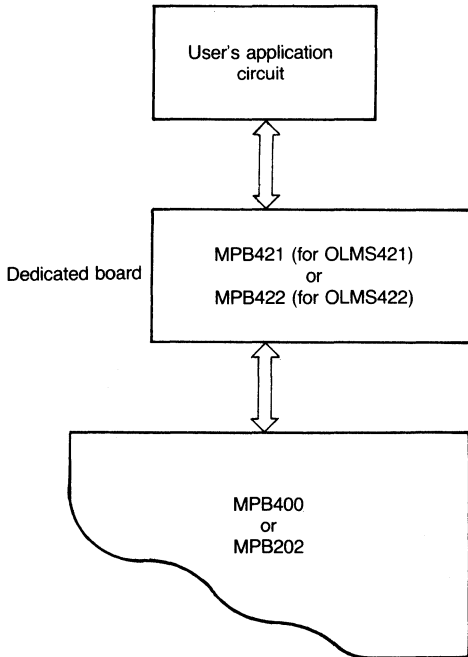 User's application
circuit
Dedicated board
MPB421 (for OLMS421)
or
MPB422 (for OLMS422)
MPB400
or
MPB202